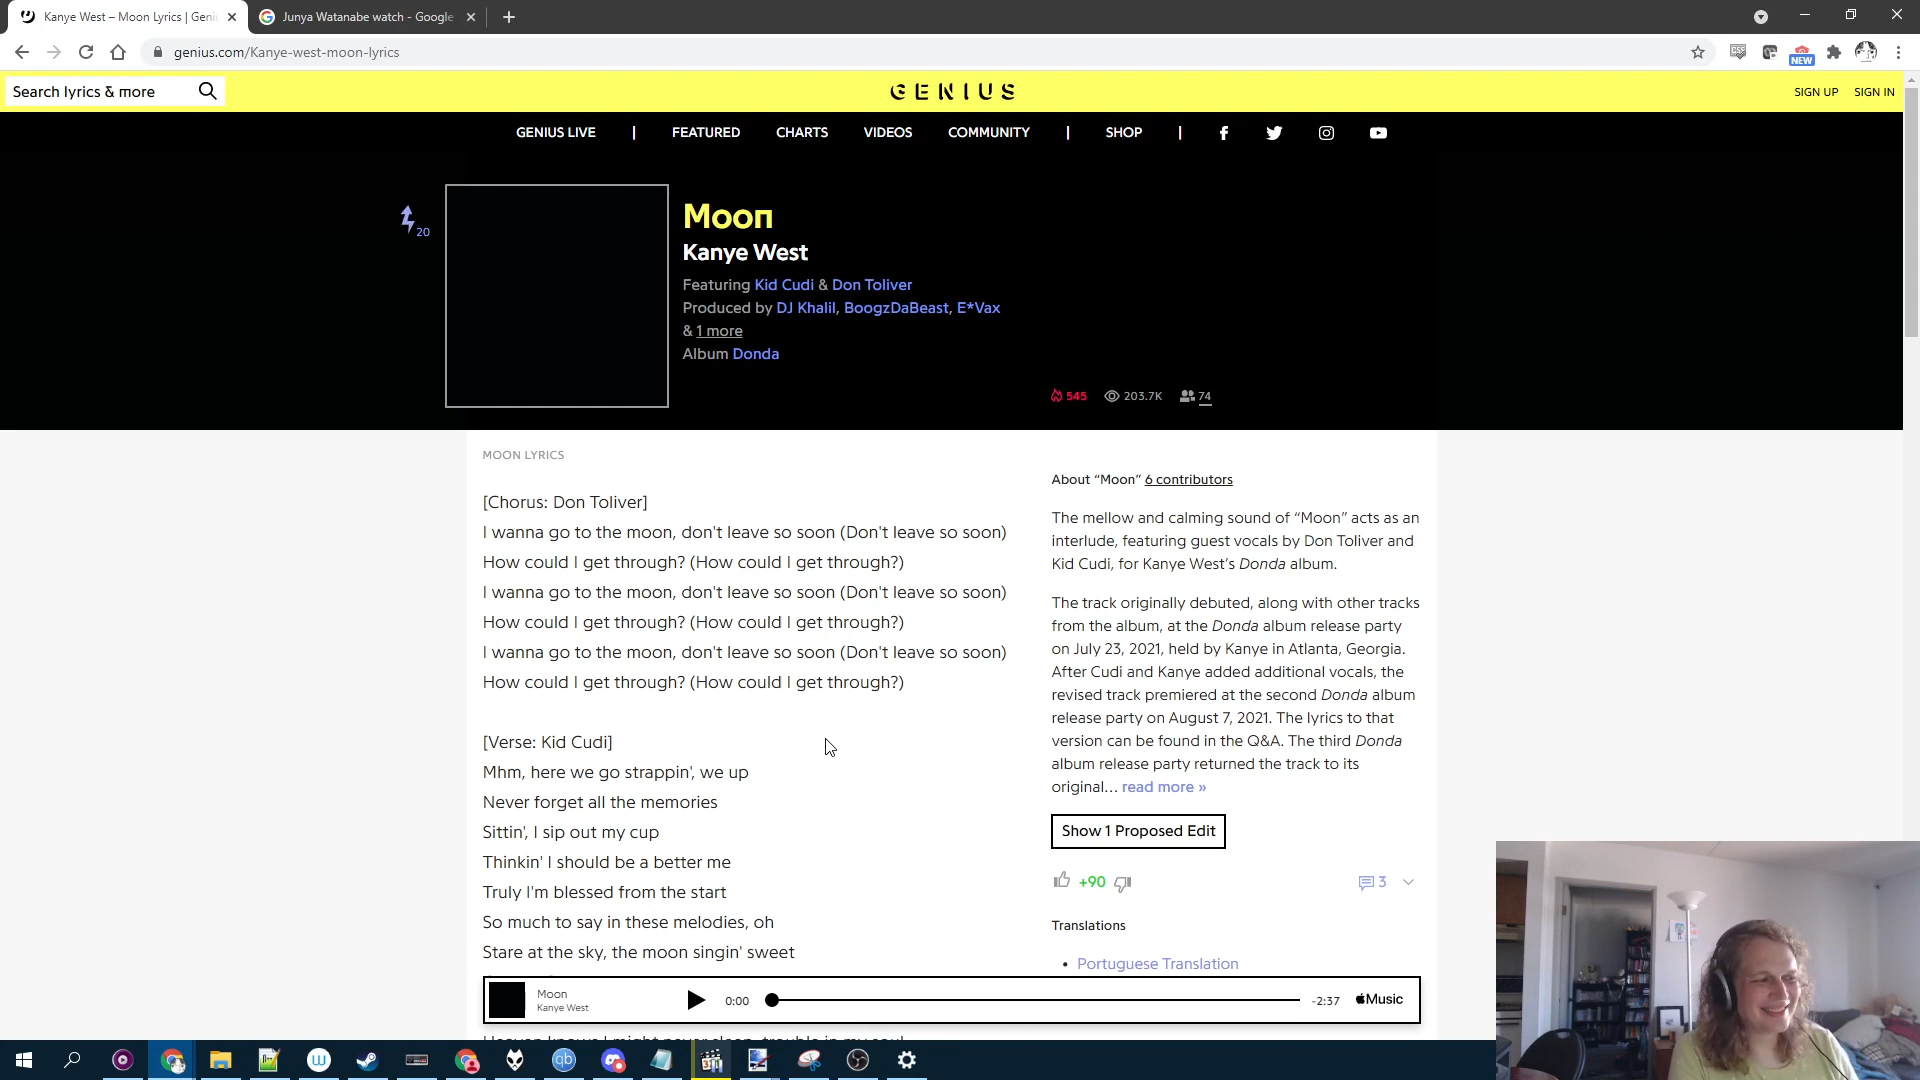 Kanye West – Moon Lyrics | Geni
Junya Watanabe watch - Google
genius.com/Kanye-west-moon-lyrics
NEW
Search lyrics & more
GENIUS
SIGN UP
SIGN IN
GENIUS LIVE
|
FEATURED
CHARTS
VIDEOS
COMMUNITY
|
SHOP
|
20
Moon
Kanye West
Featuring Kid Cudi & Don Toliver
Produced by DJ Khalil, BoogzDaBeast, E*Vax
& 1 more
Album Donda
545
203.7K
74
MOON LYRICS
[Chorus: Don Toliver]
I wanna go to the moon, don't leave so soon (Don't leave so soon)
How could I get through? (How could I get through?)
I wanna go to the moon, don't leave so soon (Don't leave so soon)
How could I get through? (How could I get through?)
I wanna go to the moon, don't leave so soon (Don't leave so soon)
How could I get through? (How could I get through?)
[Verse: Kid Cudi]
Mhm, here we go strappin', we up
Never forget all the memories
Sittin', I sip out my cup
Thinkin' I should be a better me
Truly I'm blessed from the start
So much to say in these melodies, oh
Stare at the sky, the moon singin' sweet
About “Moon” 6 contributors
The mellow and calming sound of “Moon” acts as an
interlude, featuring guest vocals by Don Toliver and
Kid Cudi, for Kanye West's Donda album.
The track originally debuted, along with other tracks
from the album, at the Donda album release party
on July 23, 2021, held by Kanye in Atlanta, Georgia.
After Cudi and Kanye added additional vocals, the
revised track premiered at the second Donda album
release party on August 7, 2021. The lyrics to that
version can be found in the Q&A. The third Donda
album release party returned the track to its
original… read more »
Show 1 Proposed Edit
+90
3
Translations
• Portuguese Translation
Moon
Kanye West
0:00
-2:37
Music